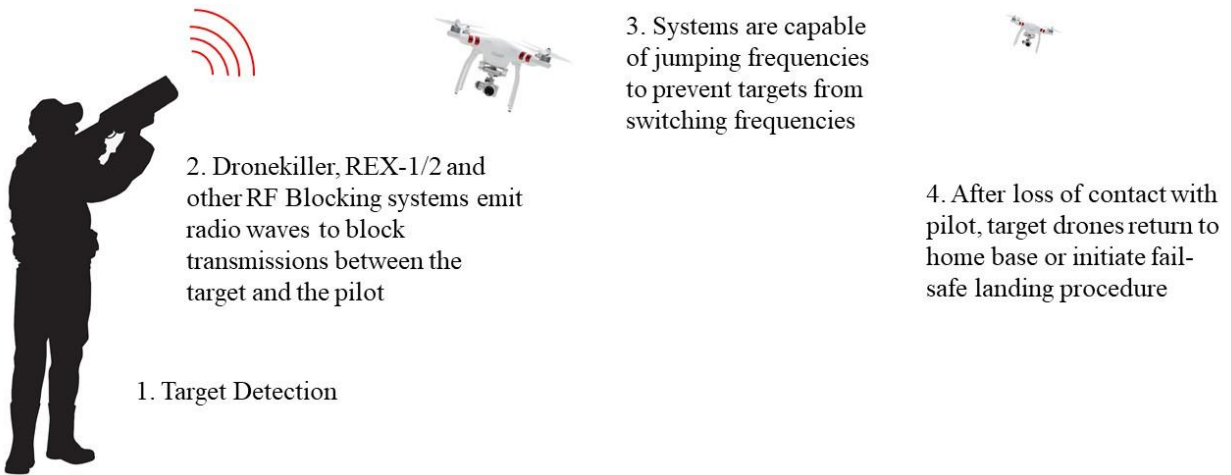 1. Target Detection
2. Dronekiller, REX-1/2 and
other RF Blocking systems emit
radio waves to block
transmissions between the
target and the pilot
3. Systems are capable
of jumping frequencies
to prevent targets from
switching frequencies
4. After loss of contact with
pilot, target drones return to
home base or initiate fail-
safe landing procedure